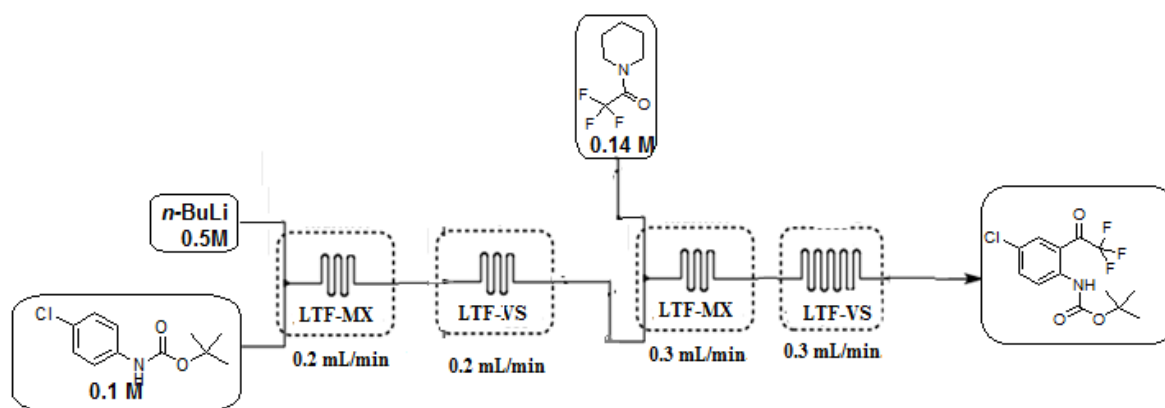 N
F
O
F
F
0.14 M
n-BuLi
0.5M
LTF-MX
LTF-VS
LTF-MX
LTF-VS
0.2 mL/min
0.2 mL/min
0.3 mL/min
0.3 mL/min
Cl
O
N
H
O
0.1 M
O
F
Cl
F
F
NH
O
O